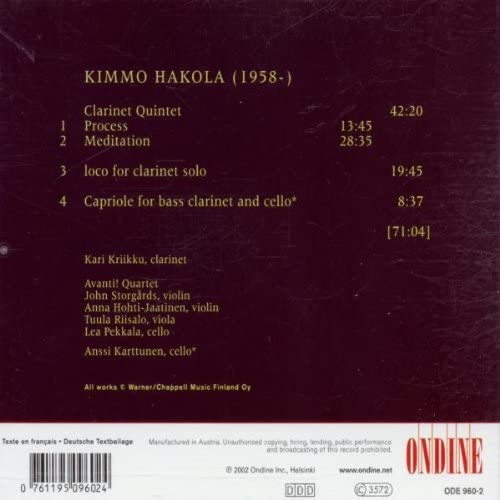 KIMMO HAKOLA (1958-)
Clarinet Quintet 42:20
1 Process 13:45
2 Meditation 28:35
3 loco for clarinet solo 19:45
4 Capriole for bass clarinet and cello* 8:37
[71:04]
Kari Kriikku, clarinet
Avanti! Quartet
John Storgårds, violin
Anna Hohti-Jaatinen, violin
Tuula Riisalo, viola
Lea Pekkala, cello
Anssi Karttunen, cello*
All works © Warner/Chappell Music Finland Oy
Texte en français • Deutsche Textbeilage
Manufactured in Austria. Unauthorised copying, hiring, lending, public performance
and broadcasting of this record prohibited.
ONDINE
0 761195 096024
℗ 2002 Ondine Inc., Helsinki
DDD
www.ondine.net
3572
ODE 960-2